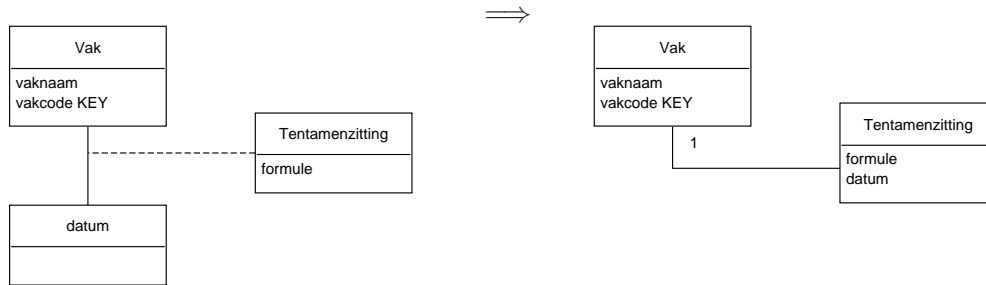 ⟹
Vak
vaknaam
vakcode KEY
Tentamenzitting
formule
datum
Vak
vaknaam
vakcode KEY
1
Tentamenzitting
formule
datum